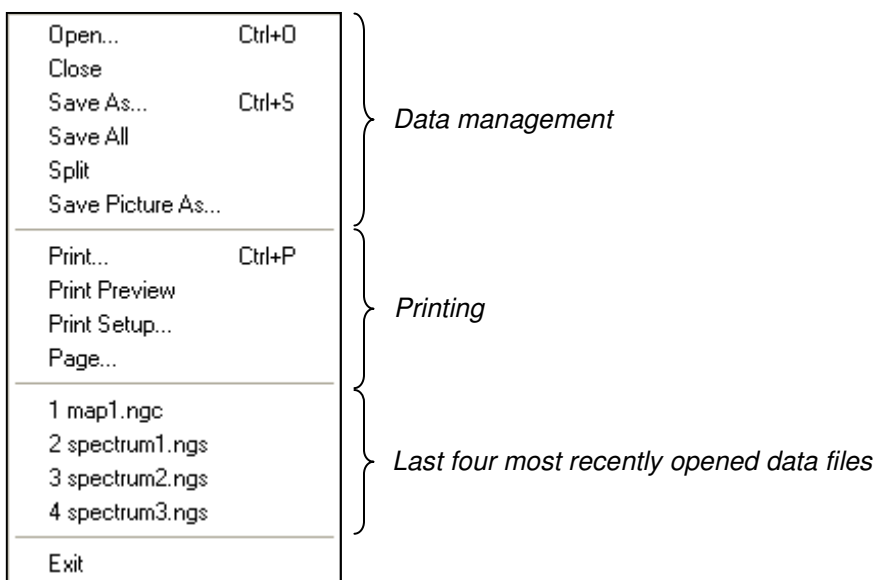 Open... Ctrl+O
Close
Save As... Ctrl+S
Save All
Split
Save Picture As...
Data management
Print... Ctrl+P
Print Preview
Print Setup...
Page...
Printing
1 map1.ngc
2 spectrum1.ngs
3 spectrum2.ngs
4 spectrum3.ngs
Last four most recently opened data files
Exit